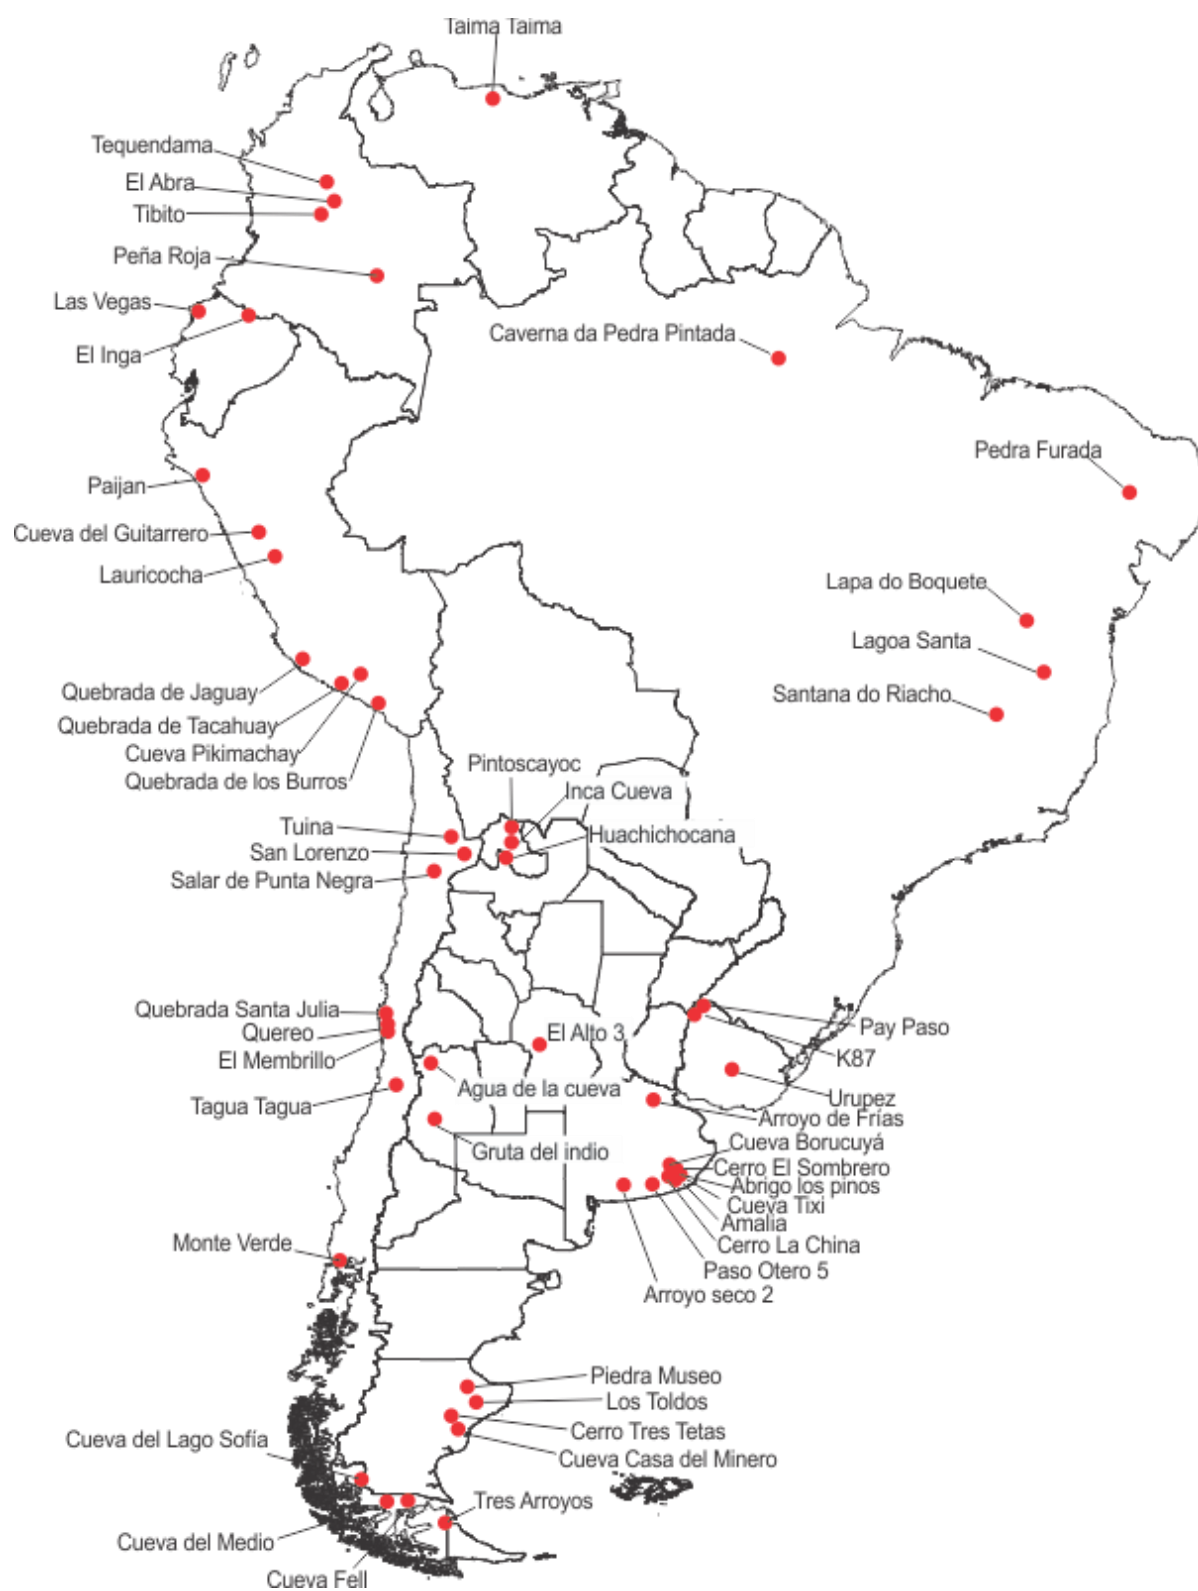 Taima Taima
Tequendama
El Abra
Tibito
Peña Roja
Las Vegas
El Inga
Caverna da Pedra Pintada
Pedra Furada
Paijan
Cueva del Guitarrero
Lauricocha
Lapa do Boquete
Lagoa Santa
Santana do Riacho
Quebrada de Jaguay
Quebrada de Tacahuay
Cueva Pikimachay
Quebrada de los Burros
Pintoscayoc
Inca Cueva
Huachichocana
Tuina
San Lorenzo
Salar de Punta Negra
Quebrada Santa Julia
Quereo
El Membrillo
Tagua Tagua
El Alto 3
Agua de la cueva
Gruta del indio
Pay Paso
K87
Urupez
Arroyo de Frías
Cueva Borucuyá
Cerro El Sombrero
Abrigo los pinos
Cueva Tixi
Amalia
Cerro La China
Paso Otero 5
Arroyo seco 2
Monte Verde
Piedra Museo
Los Toldos
Cerro Tres Tetas
Cueva Casa del Minero
Cueva del Lago Sofía
Tres Arroyos
Cueva del Medio
Cueva Fell